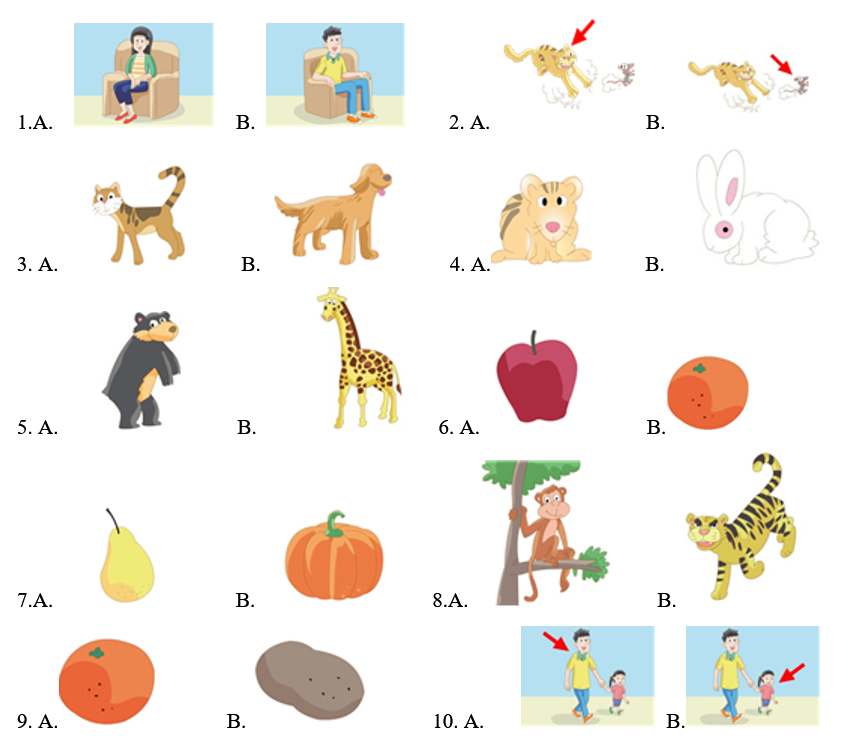 1.A. B. 2. A. B.
3. A. B. 4. A. B.
5. A. B. 6. A. B.
7.A. B. 8.A. B.
9. A. B. 10. A. B.